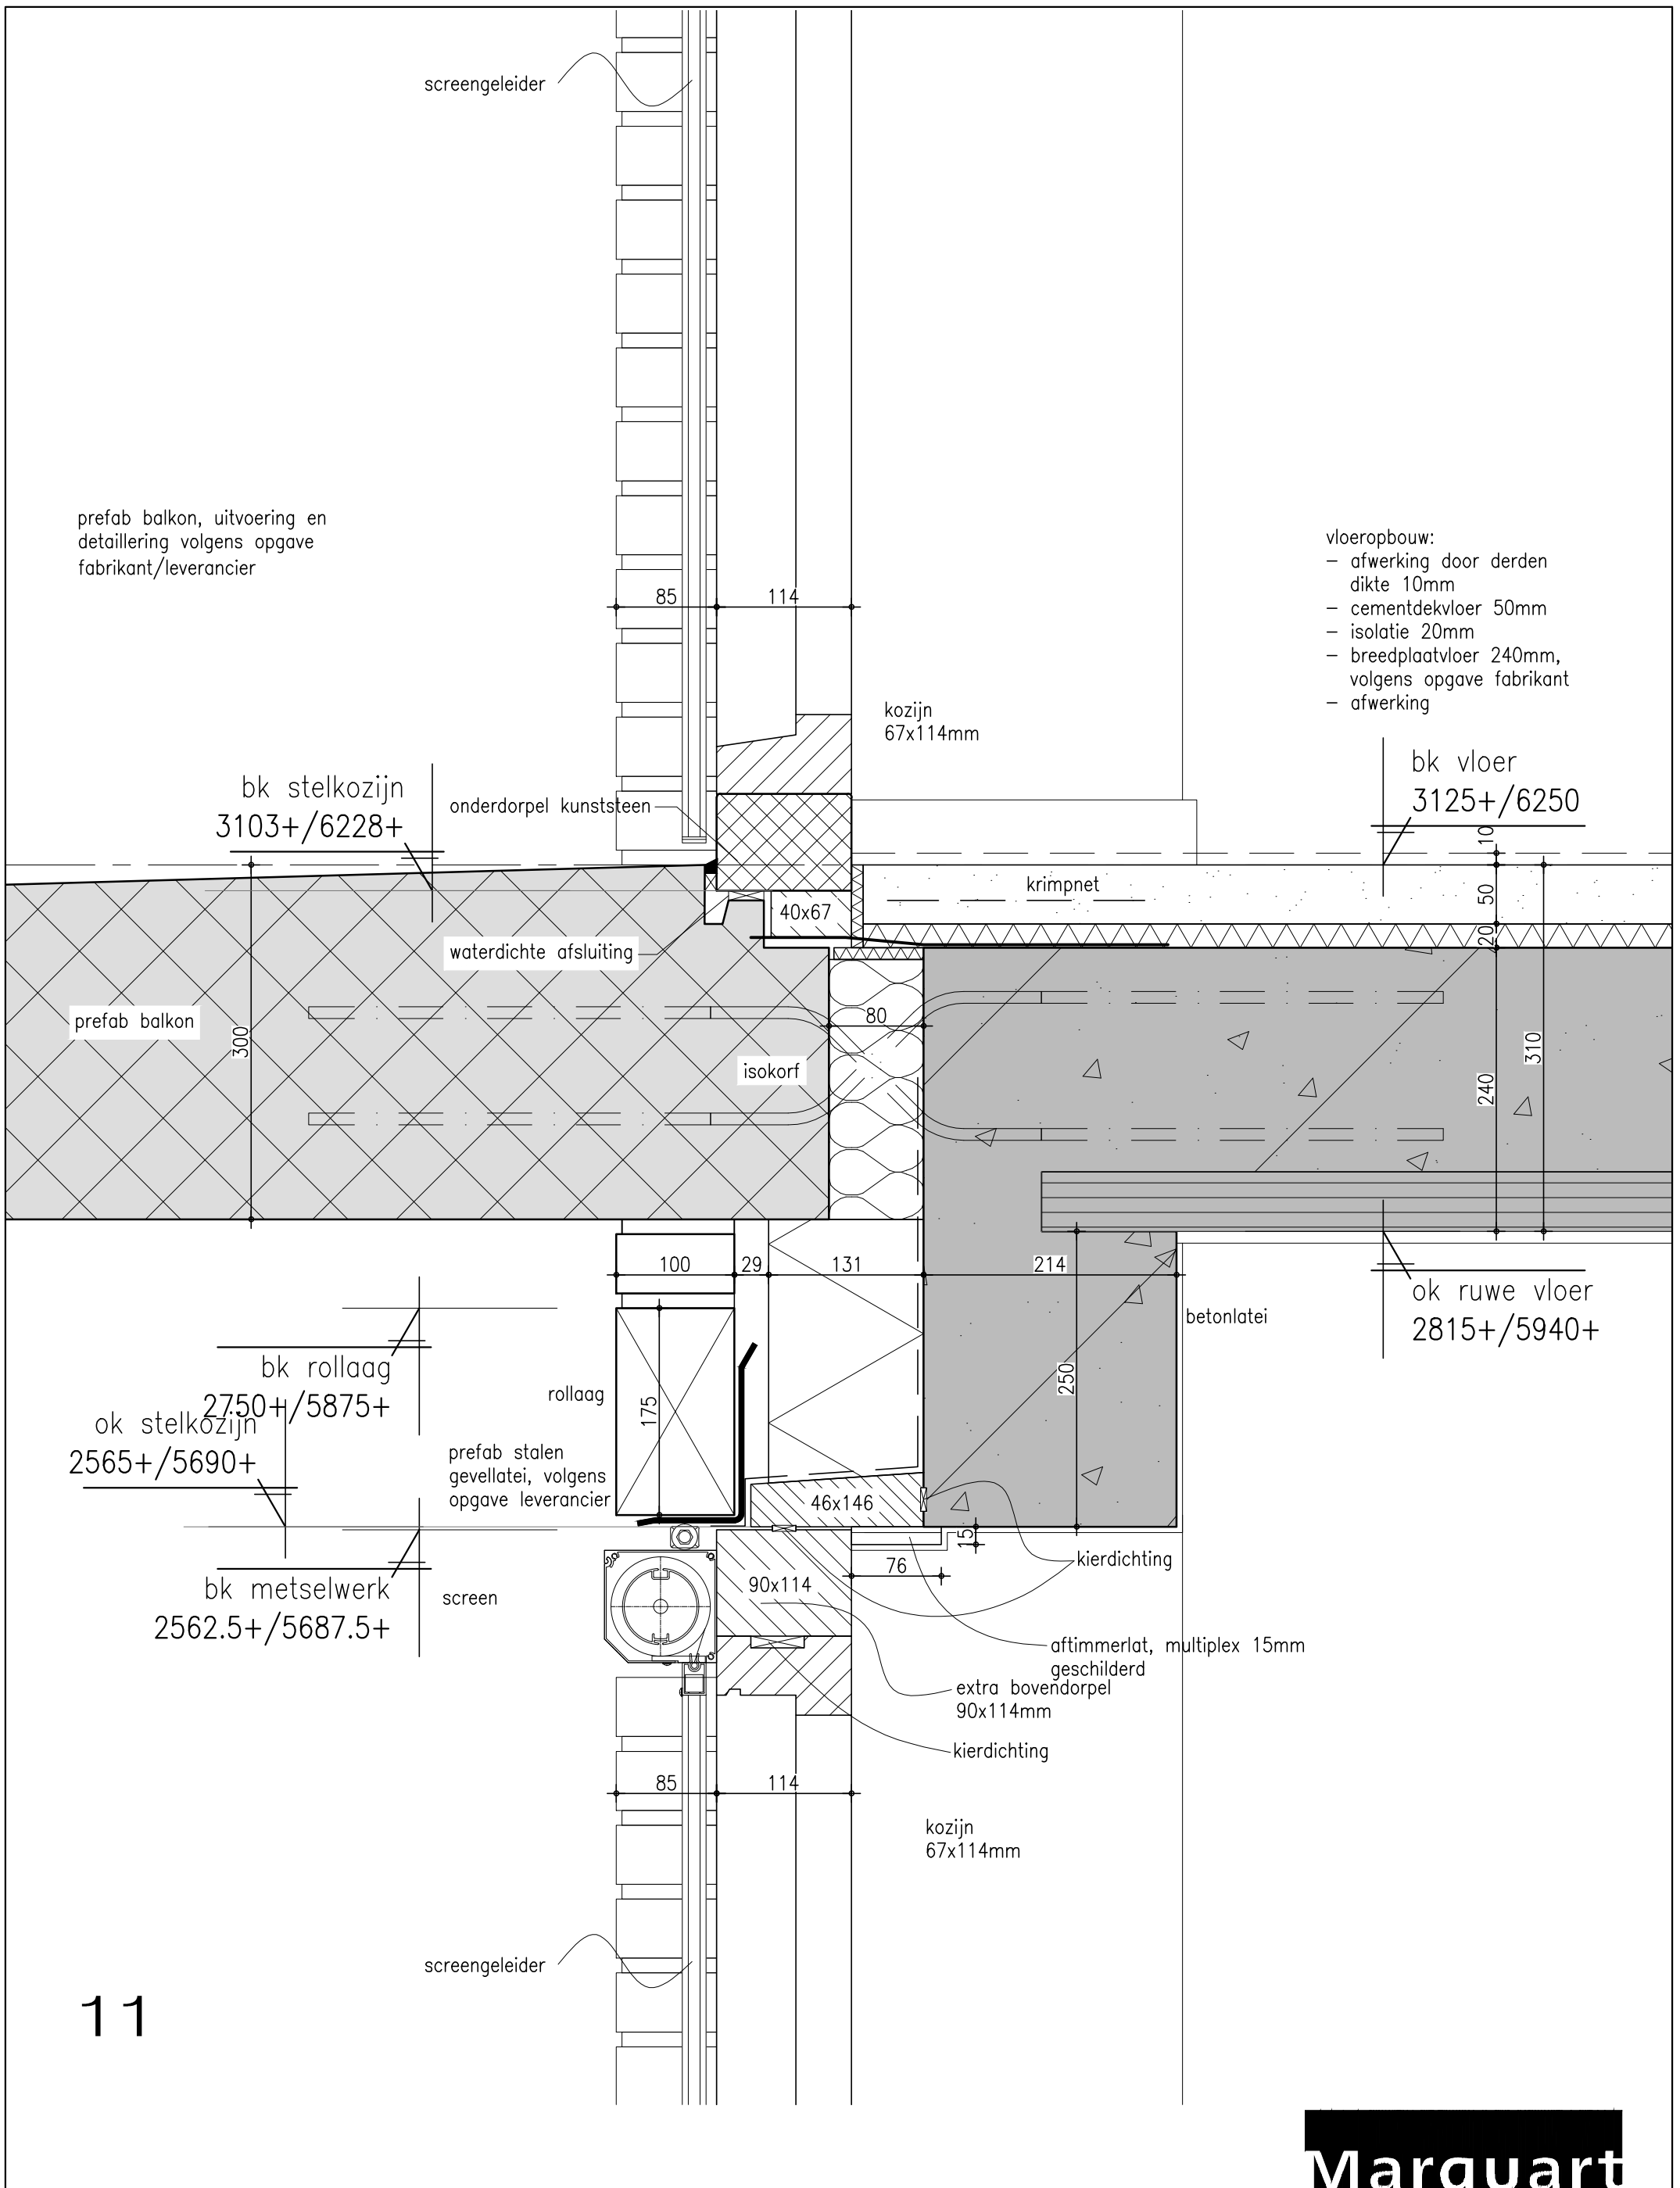 screengeleider
prefab balkon, uitvoering en
detaillering volgens opgave
fabrikant/leverancier
vloeropbouw:
– afwerking door derden
dikte 10mm
– cementdekvloer 50mm
– isolatie 20mm
– breedplaatvloer 240mm,
volgens opgave fabrikant
– afwerking
85
114
kozijn
67x114mm
bk stelkozijn
3103+/6228+
onderdorpel kunststeen
bk vloer
3125+/6250
10
krimpnet
50
40x67
20
waterdichte afsluiting
prefab balkon
300
80
isokorf
310
240
100
29
131
214
ok ruwe vloer
2815+/5940+
betonlatei
bk rollaag
2750+/5875+
rollaag
175
250
ok stelkozijn
2565+/5690+
prefab stalen
gevellatei, volgens
opgave leverancier
46x146
15
kierdichting
76
90x114
bk metselwerk
2562.5+/5687.5+
screen
aftimmerlat, multiplex 15mm
geschilderd
extra bovendorpel
90x114mm
kierdichting
85
114
kozijn
67x114mm
screengeleider
11
Marquart